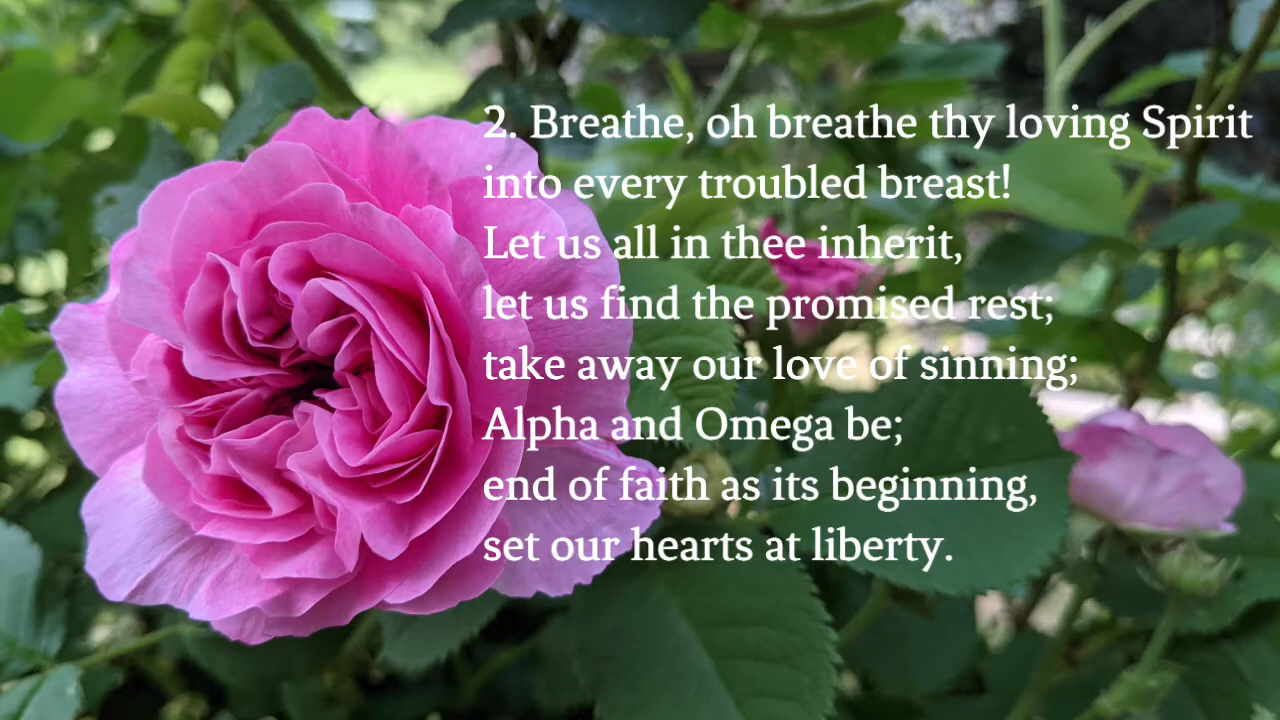 2. Breathe, oh breathe thy loving Spirit
into every troubled breast!
Let us all in thee inherit,
let us find the promised rest;
take away our love of sinning;
Alpha and Omega be;
end of faith as its beginning,
set our hearts at liberty.